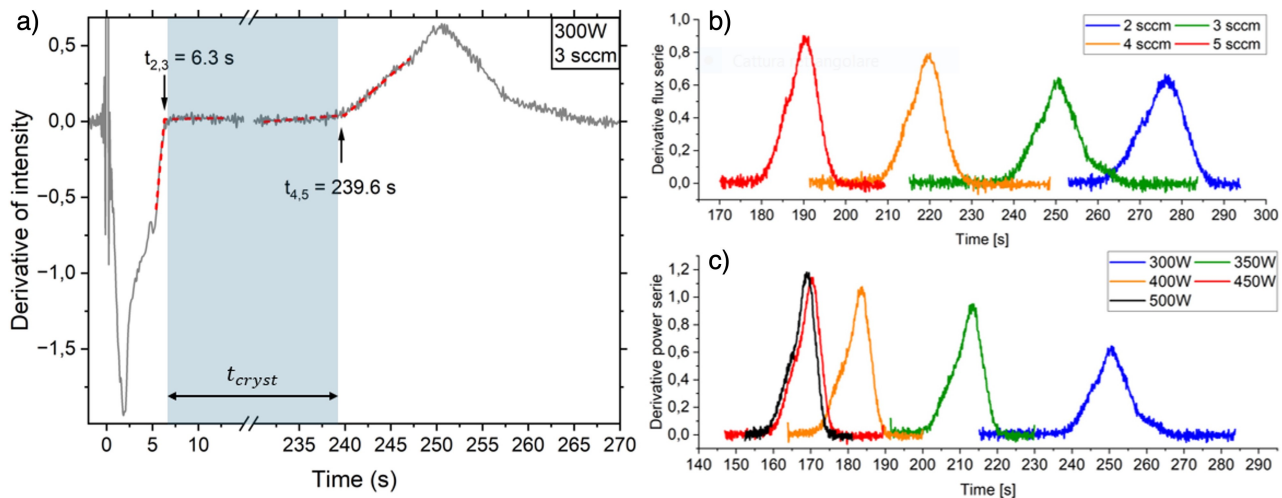 a)
300W
3 sccm
t2,3 = 6.3 s
t4,5 = 239.6 s
tcryst
Derivative of intensity
0,5
0,0
−0,5
−1,0
−1,5
0 5 10 235 240 245 250 255 260 265 270
Time (s)
b)
2 sccm 3 sccm
4 sccm 5 sccm
Cattura rettangolare
Derivative flux serie
0,8
0,6
0,4
0,2
0,0
170 180 190 200 210 220 230 240 250 260 270 280 290 300
Time [s]
c)
300W 350W
400W 450W
500W
Derivative power serie
1,2
1,0
0,8
0,6
0,4
0,2
0,0
140 150 160 170 180 190 200 210 220 230 240 250 260 270 280 290
Time [s]